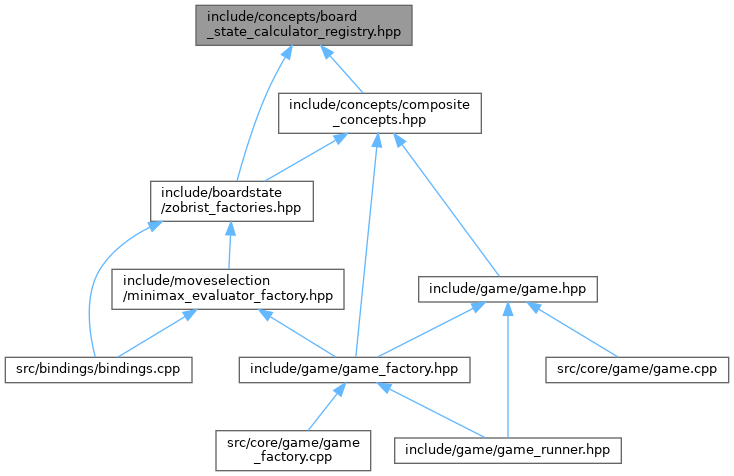 include/concepts/board
_state_calculator_registry.hpp
include/concepts/composite
_concepts.hpp
include/boardstate
/zobrist_factories.hpp
include/moveselection
/minimax_evaluator_factory.hpp
include/game/game.hpp
src/bindings/bindings.cpp
include/game/game_factory.hpp
src/core/game/game.cpp
src/core/game/game
_factory.cpp
include/game/game_runner.hpp